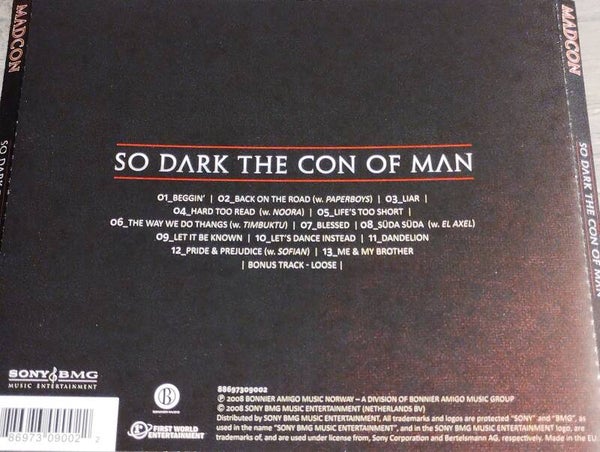 MADCON
SO DARK THE CON OF MAN
MADCON
SO DARK THE CON OF MAN
SO DARK THE CON OF MAN
01_BEGGIN' | 02_BACK ON THE ROAD (w. PAPERBOYS) | 03_LIAR |
04_HARD TOO READ (w. NOORA) | 05_LIFE'S TOO SHORT |
06_THE WAY WE DO THANGS (w. TIMBUKTU) | 07_BLESSED | 08_SÜDA SÜDA (w. EL AXEL)
09_LET IT BE KNOWN | 10_LET'S DANCE INSTEAD | 11_DANDELION
12_PRIDE & PREJUDICE (w. SOFIAN) | 13_ME & MY BROTHER
| BONUS TRACK - LOOSE |
SONY BMG
MUSIC ENTERTAINMENT
B
FIRST WORLD
ENTERTAINMENT
86973 09002 2
88697309002
℗ 2008 BONNIER AMIGO MUSIC NORWAY – A DIVISION OF BONNIER AMIGO MUSIC GROUP
© 2008 SONY BMG MUSIC ENTERTAINMENT (NETHERLANDS BV)
Distributed by SONY BMG MUSIC ENTERTAINMENT, All trademarks and logos are protected "SONY" and "BMG", as
used in the name "SONY BMG MUSIC ENTERTAINMENT", and in the SONY BMG MUSIC ENTERTAINMENT logo, are
trademarks of, and are used under license from, Sony Corporation and Bertelsmann AG, respectively. Made in the EU